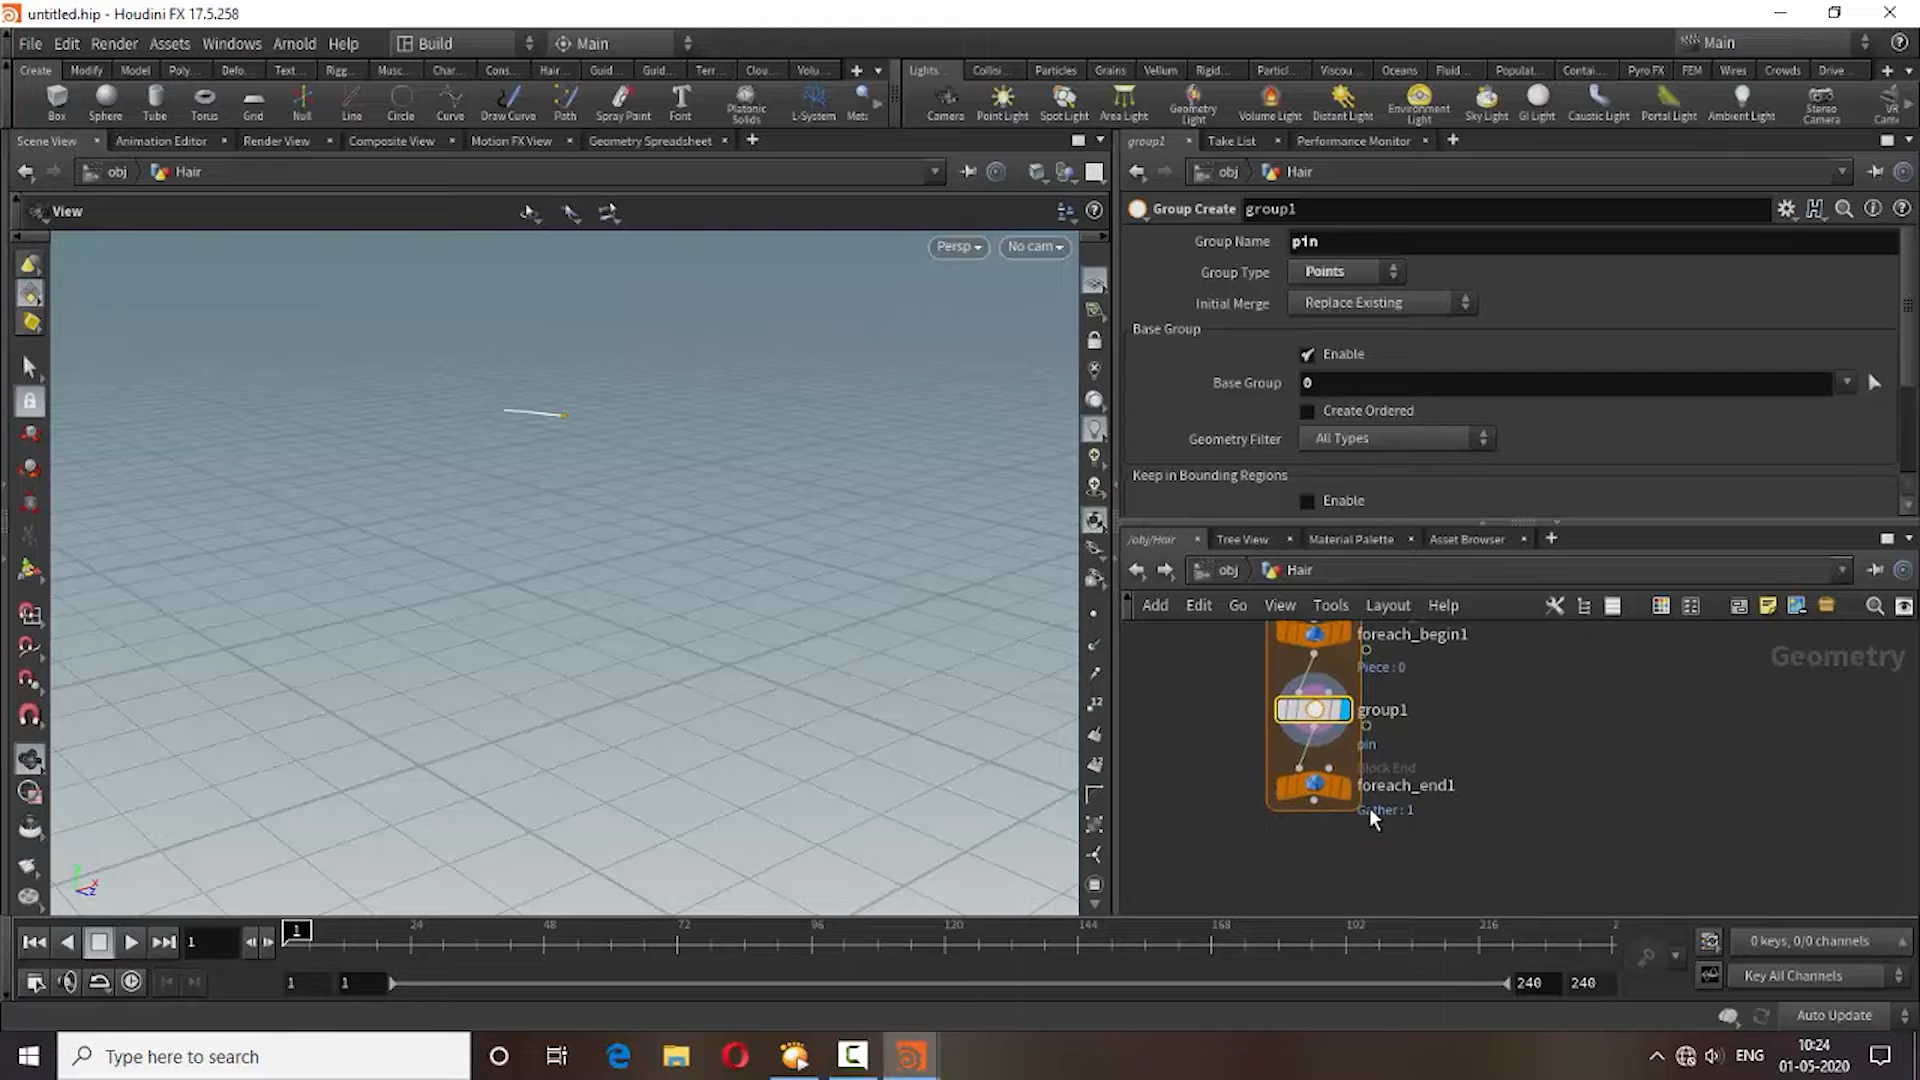 untitled.hip - Houdini FX 17.5.258
File Edit Render Assets Windows Arnold Help Build Main Main
Create Modify Model Poly... Defo... Text... Rigg... Musc... Char... Cons... Hair... Guid... Guid... Terr... Clou... Volu...
Lights... Collisi... Particles Grains Vellum Rigid... Particl... Viscou... Oceans Fluid... Populat... Contai... Pyro FX FEM Wires Crowds Drive...
Box Sphere Tube Torus Grid Null Line Circle Curve Draw Curve Path Spray Paint Font Platonic Solids L-System Meta
Camera Point Light Spot Light Area Light Geometry Light Volume Light Distant Light Environment Light Sky Light GI Light Caustic Light Portal Light Ambient Light Stereo Camera VR Cam
Scene View Animation Editor Render View Composite View Motion FX View Geometry Spreadsheet
group1 Take List Performance Monitor
obj Hair
obj Hair
View
Persp No cam
Group Create group1
Group Name pin
Group Type Points
Initial Merge Replace Existing
Base Group
Enable
Base Group 0
Create Ordered
Geometry Filter All Types
Keep in Bounding Regions
Enable
/obj/Hair Tree View Material Palette Asset Browser
obj Hair
Add Edit Go View Tools Layout Help
foreach_begin1
Piece : 0
Geometry
group1
pin
Block End
foreach_end1
Gather : 1
1
1 24 48 72 96 120 144 168 192 216 2
0 keys, 0/0 channels
1 1 240 240
Key All Channels
Auto Update
Type here to search
ENG
10:24
01-05-2020